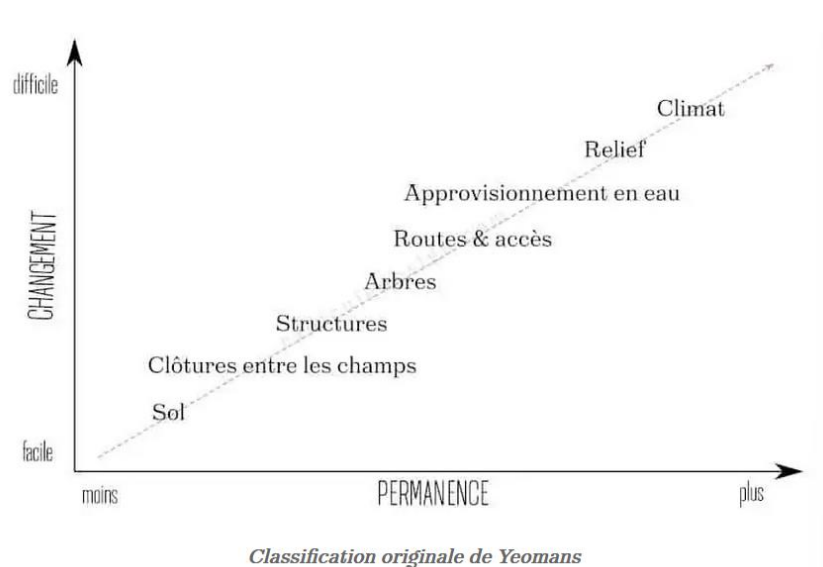 difficile
Climat
Relief
Approvisionnement en eau
CHANGEMENT
Routes & accès
Arbres
Structures
Clôtures entre les champs
Sol
facile
moins
PERMANENCE
plus
Classification originale de Yeomans